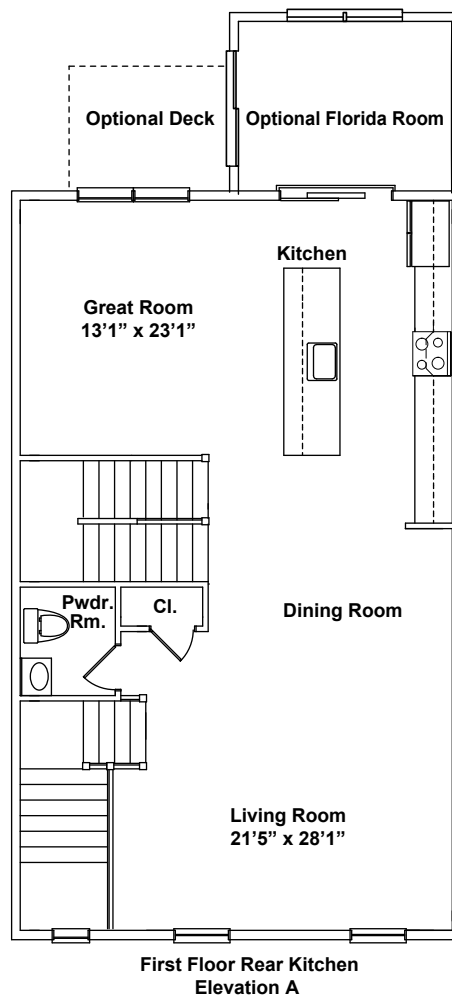 Optional Deck
Optional Florida Room
Kitchen
Great Room
13’1” x 23’1”
Pwdr.
Rm.
Cl.
Dining Room
Living Room
21’5” x 28’1”
First Floor Rear Kitchen
Elevation A